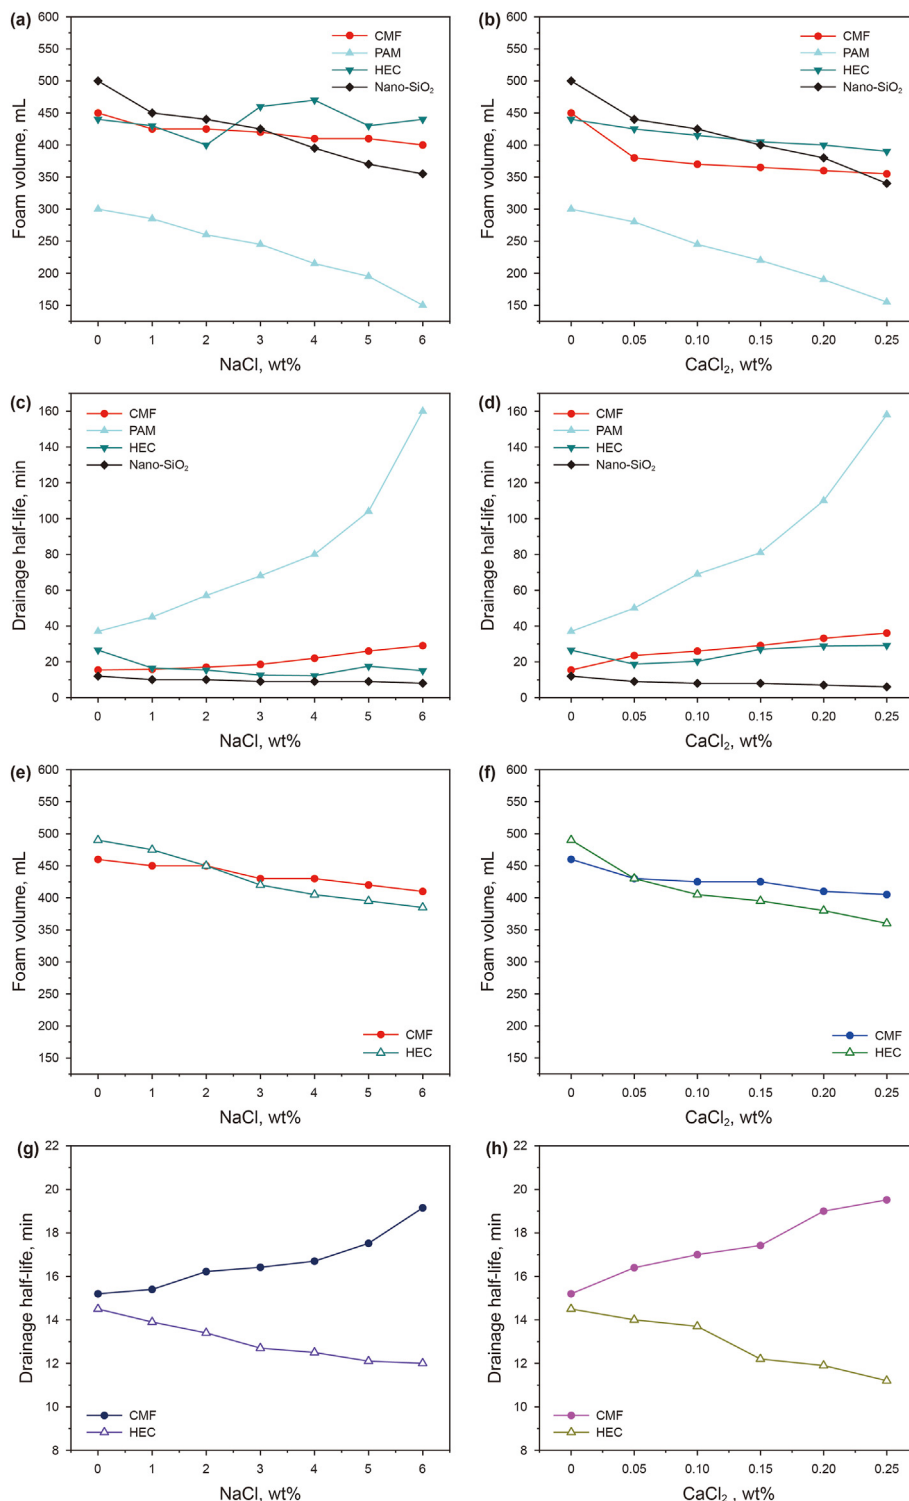 (a)
600
550
500
450
400
350
300
250
200
150
Foam volume, mL
CMF
PAM
HEC
Nano-SiO₂
0 1 2 3 4 5 6
NaCl, wt%
(b)
600
550
500
450
400
350
300
250
200
150
Foam volume, mL
CMF
PAM
HEC
Nano-SiO₂
0 0.05 0.10 0.15 0.20 0.25
CaCl₂, wt%
(c)
160
140
120
100
80
60
40
20
0
Drainage half-life, min
CMF
PAM
HEC
Nano-SiO₂
0 1 2 3 4 5 6
NaCl, wt%
(d)
160
140
120
100
80
60
40
20
0
Drainage half-life, min
CMF
PAM
HEC
Nano-SiO₂
0 0.05 0.10 0.15 0.20 0.25
CaCl₂, wt%
(e)
600
550
500
450
400
350
300
250
200
150
Foam volume, mL
CMF
HEC
0 1 2 3 4 5 6
NaCl, wt%
(f)
600
550
500
450
400
350
300
250
200
150
Foam volume, mL
CMF
HEC
0 0.05 0.10 0.15 0.20 0.25
CaCl₂, wt%
(g)
22
20
18
16
14
12
10
8
Drainage half-life, min
CMF
HEC
0 1 2 3 4 5 6
NaCl, wt%
(h)
22
20
18
16
14
12
10
8
Drainage half-life, min
CMF
HEC
0 0.05 0.10 0.15 0.20 0.25
CaCl₂ , wt%